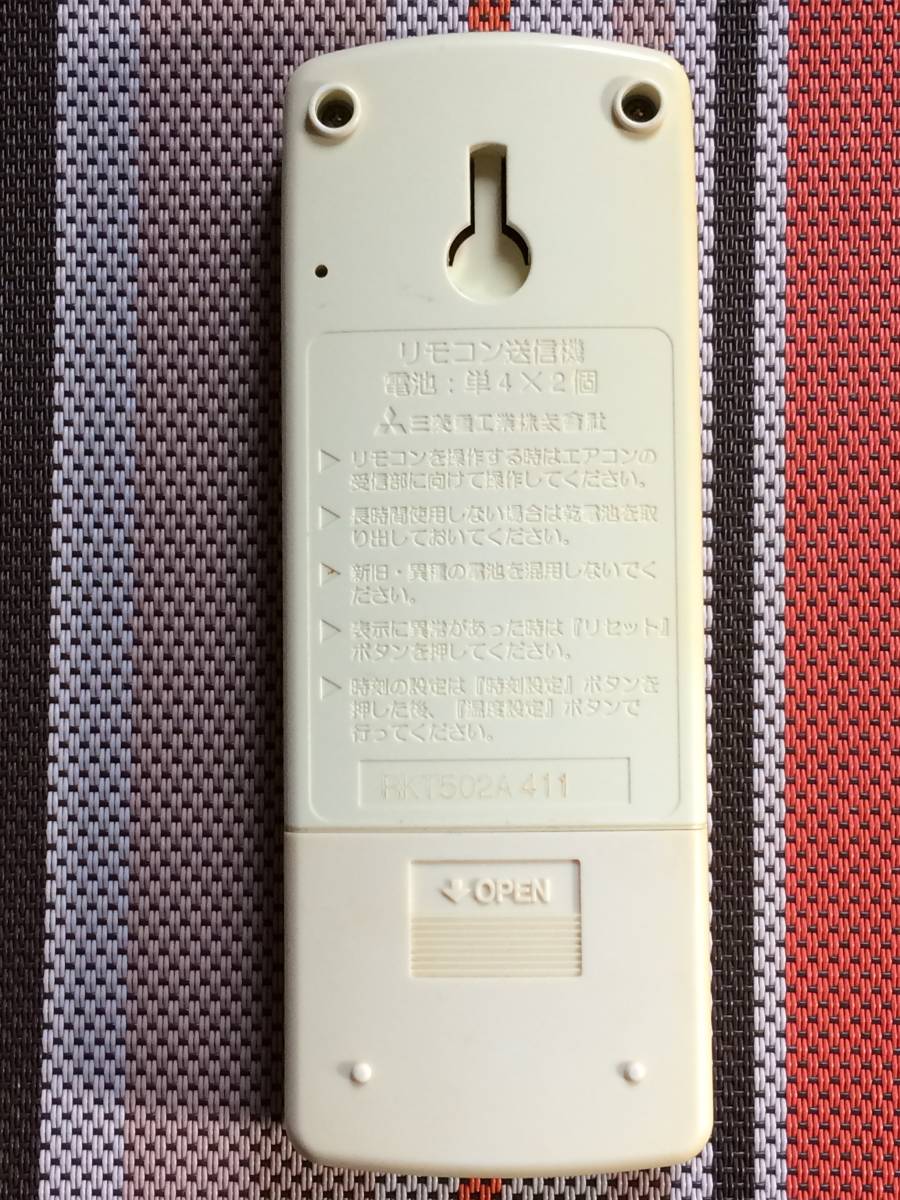 リモコン送信機
電池：単4×2個
三菱重工業株式会社
▷ リモコンを操作する時はエアコンの
受信部に向けて操作してください。
▷ 長時間使用しない場合は乾電池を取
り出しておいてください。
▷ 新旧・異種の電池を混用しないでく
ださい。
▷ 表示に異常があった時は『リセット』
ボタンを押してください。
▷ 時刻の設定は『時刻設定』ボタンを
押した後、『温度設定』ボタンで
行ってください。
RKT502A 411
OPEN